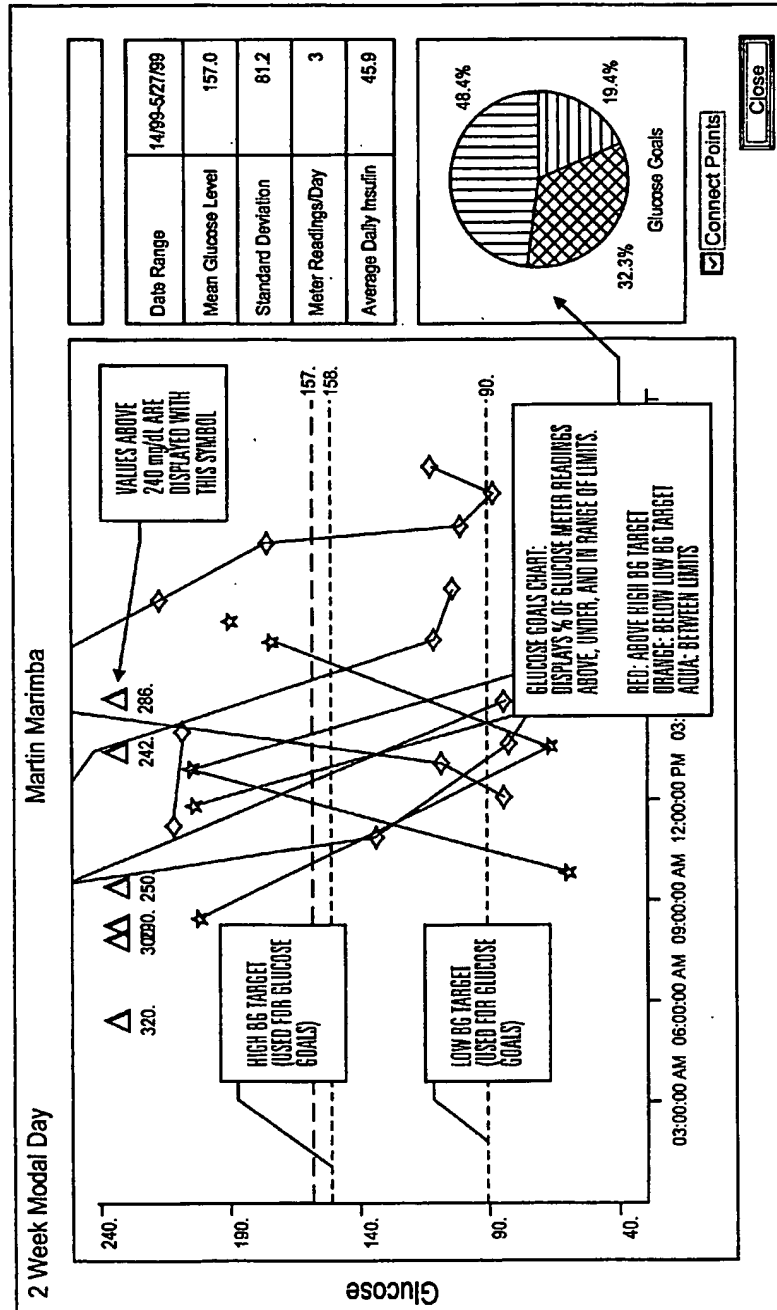 2 Week Modal Day
Martin Marimba
Glucose
240.
190.
140.
90.
40.
VALUES ABOVE
240 mg/dL ARE
DISPLAYED WITH
THIS SYMBOL
320.
250.
242.
286.
157.
158.
90.
HIGH BG TARGET
(USED FOR GLUCOSE
GOALS)
LOW BG TARGET
(USED FOR GLUCOSE
GOALS)
GLUCOSE GOALS CHART:
DISPLAYS % OF GLUCOSE METER READINGS
ABOVE, UNDER, AND IN RANGE OF LIMITS.
RED: ABOVE HIGH BG TARGET
ORANGE: BELOW LOW BG TARGET
AQUA: BETWEEN LIMITS
03:00:00 AM 06:00:00 AM 09:00:00 AM 12:00:00 PM 03:
Date Range 14/99-5/27/99
Mean Glucose Level 157.0
Standard Deviation 81.2
Meter Readings/Day 3
Average Daily Insulin 45.9
48.4%
32.3%
19.4%
Glucose Goals
Connect Points
Close